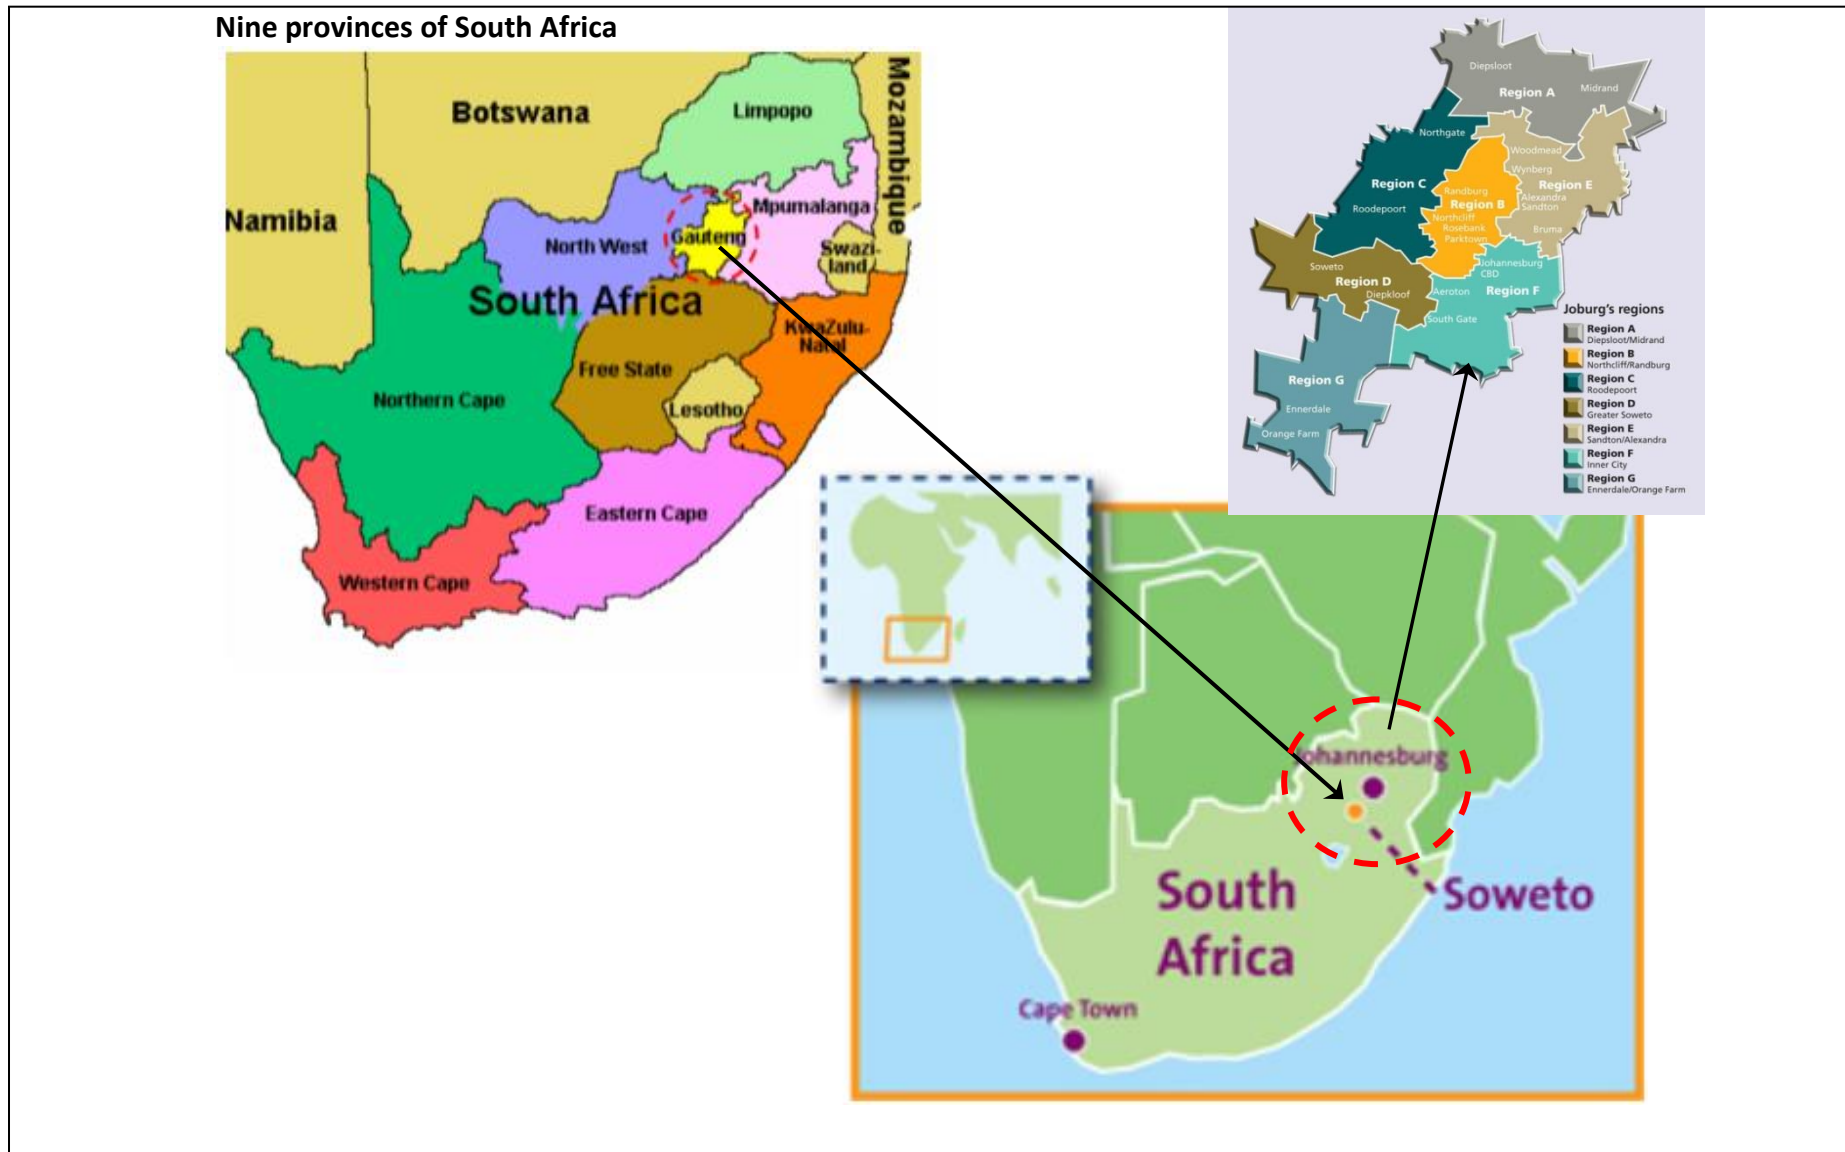 Nine provinces of South Africa
Botswana
Limpopo
Mozambique
Namibia
North West
Gauteng
Mpumalanga
Swazi-
land
South Africa
KwaZulu-
Natal
Free State
Lesotho
Northern Cape
Eastern Cape
Western Cape
Diepsloot
Region A
Midrand
Northgate
Woodmead
Wynberg
Region C
Region E
Randburg
Region B
Alexandra
Sandton
Roodepoort
Northcliff
Rosebank
Parktown
Bruma
Soweto
Region D
Diepkloof
Johannesburg
CBD
Aeroton
Region F
South Gate
Region G
Ennerdale
Orange Farm
Joburg's regions
Region A
Diepsloot/Midrand
Region B
Northcliff/Randburg
Region C
Roodepoort
Region D
Greater Soweto
Region E
Sandton/Alexandra
Region F
Inner City
Region G
Ennerdale/Orange Farm
Johannesburg
South
Africa
Soweto
Cape Town